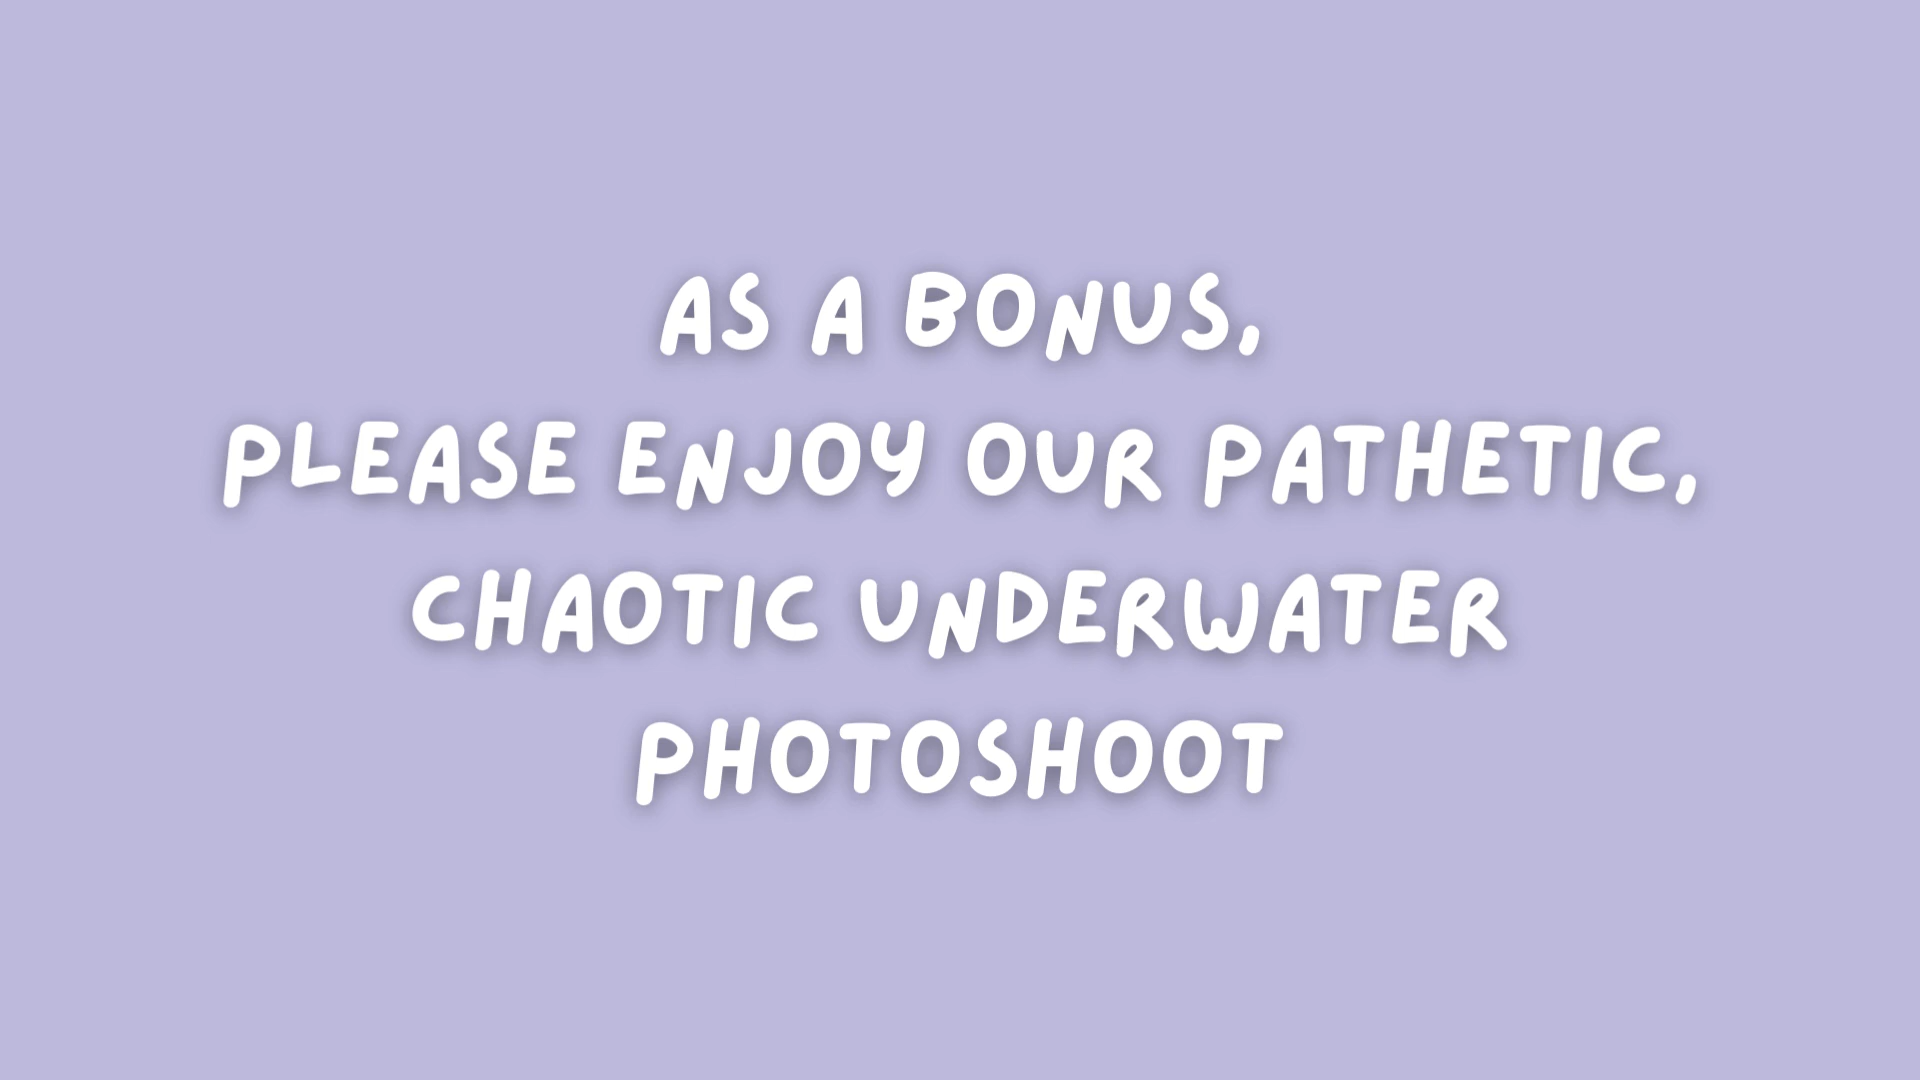 AS A BONUS,
PLEASE ENJOY OUR PATHETIC,
CHAOTIC UNDERWATER
PHOTOSHOOT